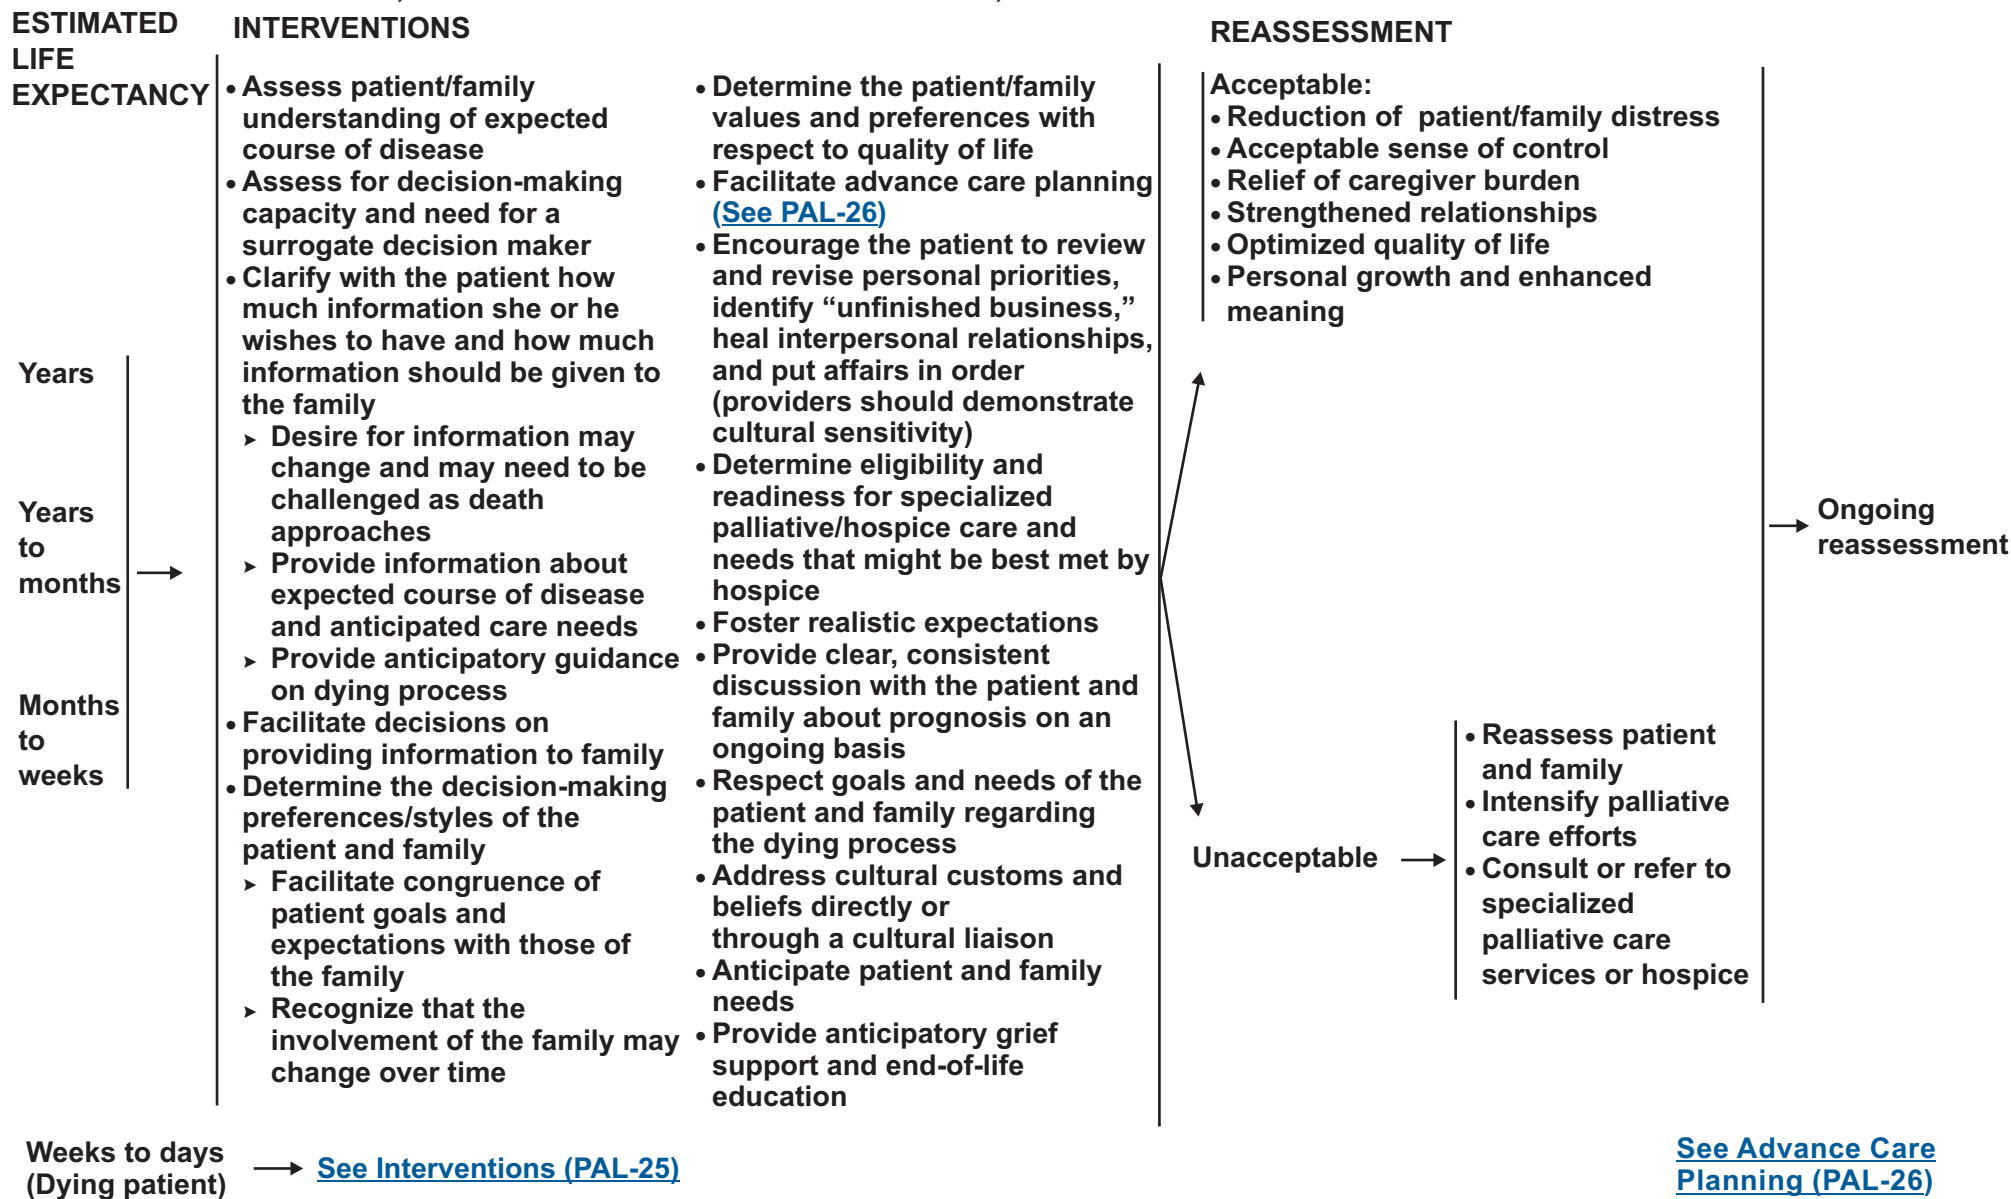 ESTIMATED
LIFE
EXPECTANCY
INTERVENTIONS
REASSESSMENT
Years
Years
to
months
Months
to
weeks
• Assess patient/family
understanding of expected
course of disease
• Assess for decision-making
capacity and need for a
surrogate decision maker
• Clarify with the patient how
much information she or he
wishes to have and how much
information should be given to
the family
➤ Desire for information may
change and may need to be
challenged as death
approaches
➤ Provide information about
expected course of disease
and anticipated care needs
➤ Provide anticipatory guidance
on dying process
• Facilitate decisions on
providing information to family
• Determine the decision-making
preferences/styles of the
patient and family
➤ Facilitate congruence of
patient goals and
expectations with those of
the family
➤ Recognize that the
involvement of the family may
change over time
• Determine the patient/family
values and preferences with
respect to quality of life
• Facilitate advance care planning
(See PAL-26)
• Encourage the patient to review
and revise personal priorities,
identify “unfinished business,”
heal interpersonal relationships,
and put affairs in order
(providers should demonstrate
cultural sensitivity)
• Determine eligibility and
readiness for specialized
palliative/hospice care and
needs that might be best met by
hospice
• Foster realistic expectations
• Provide clear, consistent
discussion with the patient and
family about prognosis on an
ongoing basis
• Respect goals and needs of the
patient and family regarding
the dying process
• Address cultural customs and
beliefs directly or
through a cultural liaison
• Anticipate patient and family
needs
• Provide anticipatory grief
support and end-of-life
education
Acceptable:
• Reduction of patient/family distress
• Acceptable sense of control
• Relief of caregiver burden
• Strengthened relationships
• Optimized quality of life
• Personal growth and enhanced
meaning
Unacceptable
• Reassess patient
and family
• Intensify palliative
care efforts
• Consult or refer to
specialized
palliative care
services or hospice
Ongoing
reassessment
Weeks to days
(Dying patient)
See Interventions (PAL-25)
See Advance Care
Planning (PAL-26)